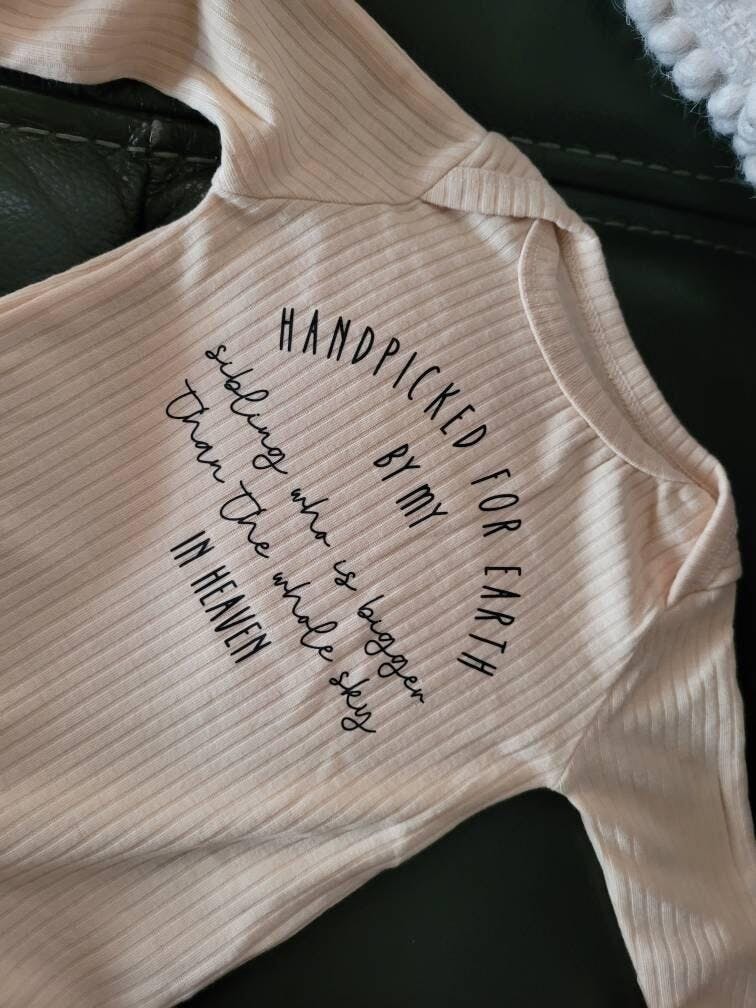 HANDPICKED FOR EARTH
BY MY
sibling who is bigger
than the whole sky
IN HEAVEN